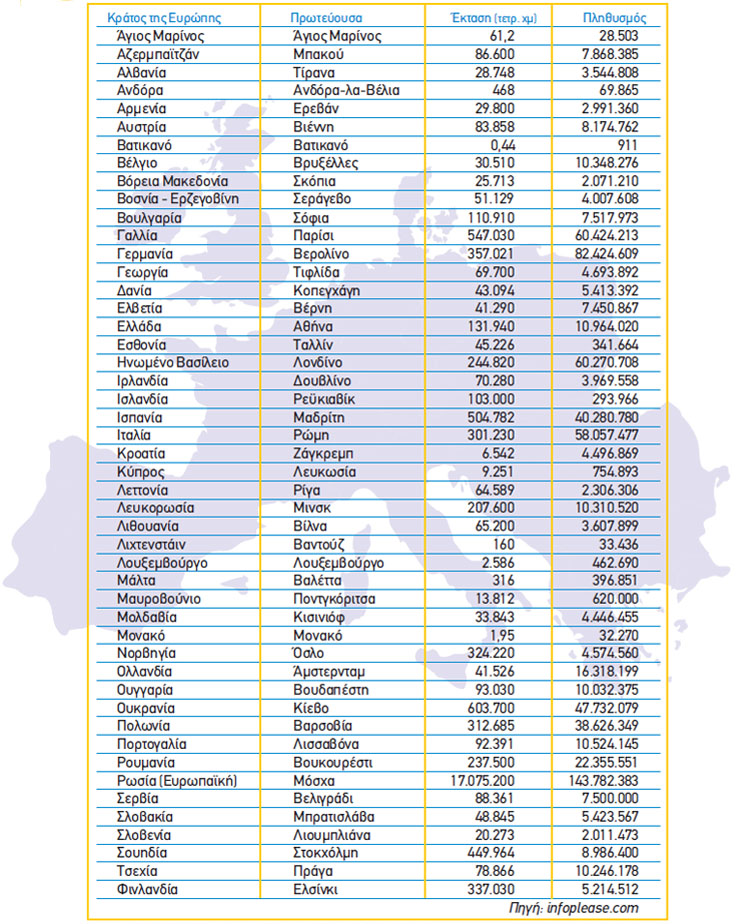 Κράτος της Ευρώπης Πρωτεύουσα Έκταση (τετρ. χμ) Πληθυσμός
Άγιος Μαρίνος Άγιος Μαρίνος 61,2 28.503
Αζερμπαϊτζάν Μπακού 86.600 7.868.385
Αλβανία Τίρανα 28.748 3.544.808
Ανδόρα Ανδόρα-λα-Βέλια 468 69.865
Αρμενία Ερεβάν 29.800 2.991.360
Αυστρία Βιέννη 83.858 8.174.762
Βατικανό Βατικανό 0,44 911
Βέλγιο Βρυξέλλες 30.510 10.348.276
Βόρεια Μακεδονία Σκόπια 25.713 2.071.210
Βοσνία - Ερζεγοβίνη Σεράγεβο 51.129 4.007.608
Βουλγαρία Σόφια 110.910 7.517.973
Γαλλία Παρίσι 547.030 60.424.213
Γερμανία Βερολίνο 357.021 82.424.609
Γεωργία Τιφλίδα 69.700 4.693.892
Δανία Κοπεγχάγη 43.094 5.413.392
Ελβετία Βέρνη 41.290 7.450.867
Ελλάδα Αθήνα 131.940 10.964.020
Εσθονία Ταλλίν 45.226 341.664
Ηνωμένο Βασίλειο Λονδίνο 244.820 60.270.708
Ιρλανδία Δουβλίνο 70.280 3.969.558
Ισλανδία Ρεϋκιαβίκ 103.000 293.966
Ισπανία Μαδρίτη 504.782 40.280.780
Ιταλία Ρώμη 301.230 58.057.477
Κροατία Ζάγκρεμπ 6.542 4.496.869
Κύπρος Λευκωσία 9.251 754.893
Λεττονία Ρίγα 64.589 2.306.306
Λευκορωσία Μινσκ 207.600 10.310.520
Λιθουανία Βίλνα 65.200 3.607.899
Λιχτενστάιν Βαντούζ 160 33.436
Λουξεμβούργο Λουξεμβούργο 2.586 462.690
Μάλτα Βαλέττα 316 396.851
Μαυροβούνιο Ποντγκόριτσα 13.812 620.000
Μολδαβία Κισινιόφ 33.843 4.446.455
Μονακό Μονακό 1,95 32.270
Νορβηγία Όσλο 324.220 4.574.560
Ολλανδία Άμστερνταμ 41.526 16.318.199
Ουγγαρία Βουδαπέστη 93.030 10.032.375
Ουκρανία Κίεβο 603.700 47.732.079
Πολωνία Βαρσοβία 312.685 38.626.349
Πορτογαλία Λισσαβόνα 92.391 10.524.145
Ρουμανία Βουκουρέστι 237.500 22.355.551
Ρωσία (Ευρωπαϊκή) Μόσχα 17.075.200 143.782.383
Σερβία Βελιγράδι 88.361 7.500.000
Σλοβακία Μπρατισλάβα 48.845 5.423.567
Σλοβενία Λιουμπλιάνα 20.273 2.011.473
Σουηδία Στοκχόλμη 449.964 8.986.400
Τσεχία Πράγα 78.866 10.246.178
Φινλανδία Ελσίνκι 337.030 5.214.512
Πηγή: infoplease.com